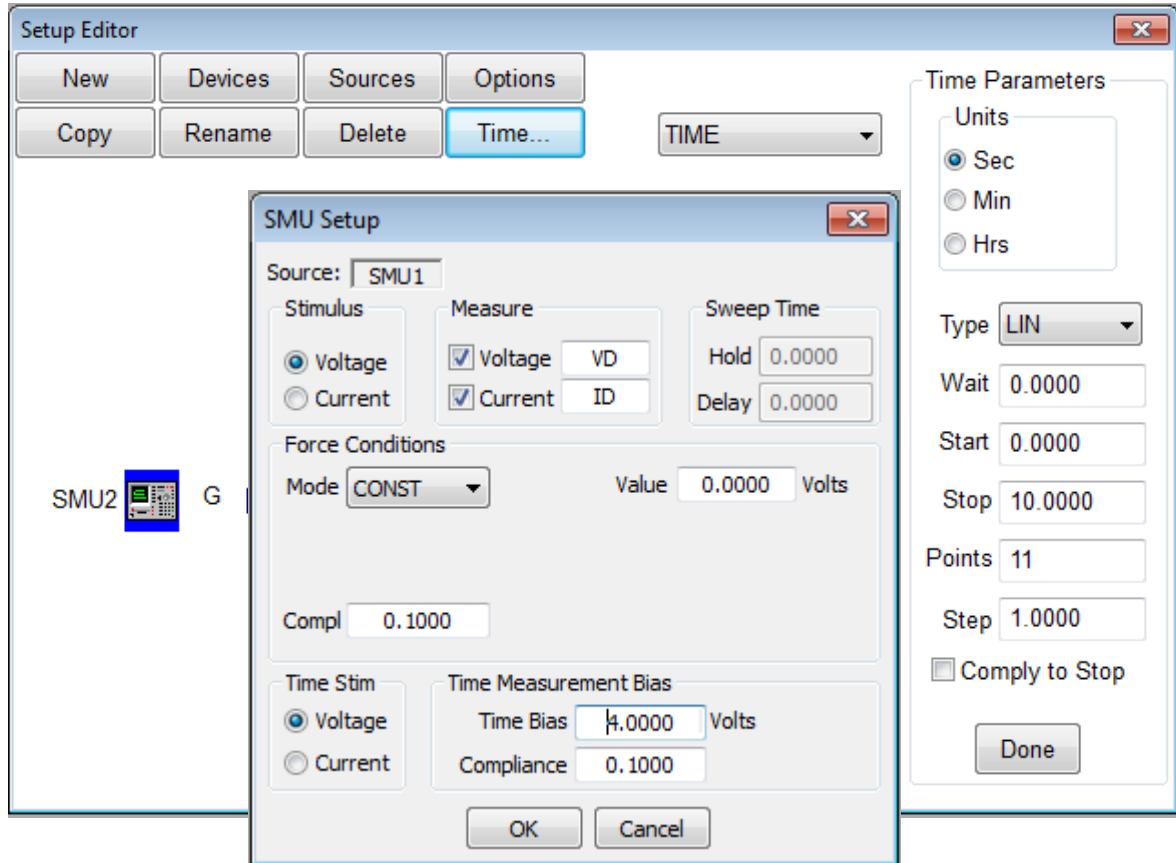 Setup Editor
New Devices Sources Options
Copy Rename Delete Time... TIME
SMU2 G
SMU Setup
Source: SMU1
Stimulus
Voltage
Current
Measure
Voltage VD
Current ID
Sweep Time
Hold 0.0000
Delay 0.0000
Force Conditions
Mode CONST Value 0.0000 Volts
Compl 0.1000
Time Stim
Voltage
Current
Time Measurement Bias
Time Bias 4.0000 Volts
Compliance 0.1000
OK Cancel
Time Parameters
Units
Sec
Min
Hrs
Type LIN
Wait 0.0000
Start 0.0000
Stop 10.0000
Points 11
Step 1.0000
Comply to Stop
Done